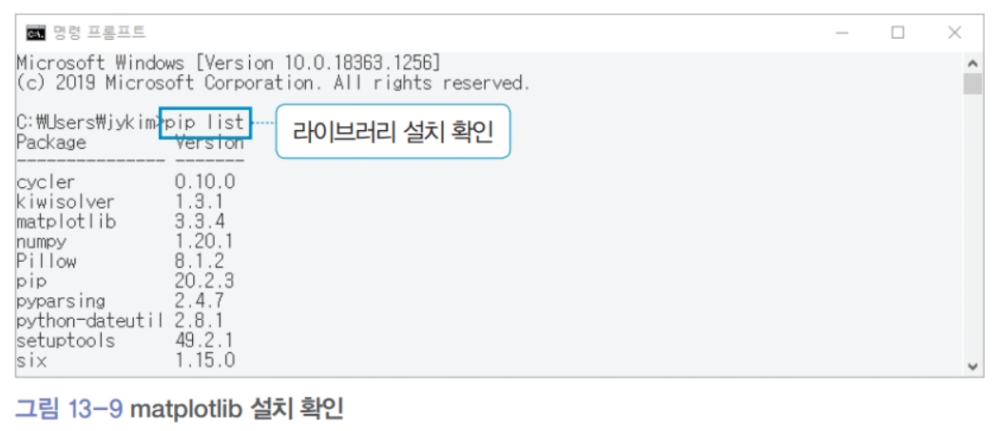 명령 프롬프트
Microsoft Windows [Version 10.0.18363.1256]
(c) 2019 Microsoft Corporation. All rights reserved.
C:₩Users₩jykim>pip list
라이브러리 설치 확인
Package Version
--------------- -------
cycler 0.10.0
kiwisolver 1.3.1
matplotlib 3.3.4
numpy 1.20.1
Pillow 8.1.2
pip 20.2.3
pyparsing 2.4.7
python-dateutil 2.8.1
setuptools 49.2.1
six 1.15.0
그림 13-9 matplotlib 설치 확인